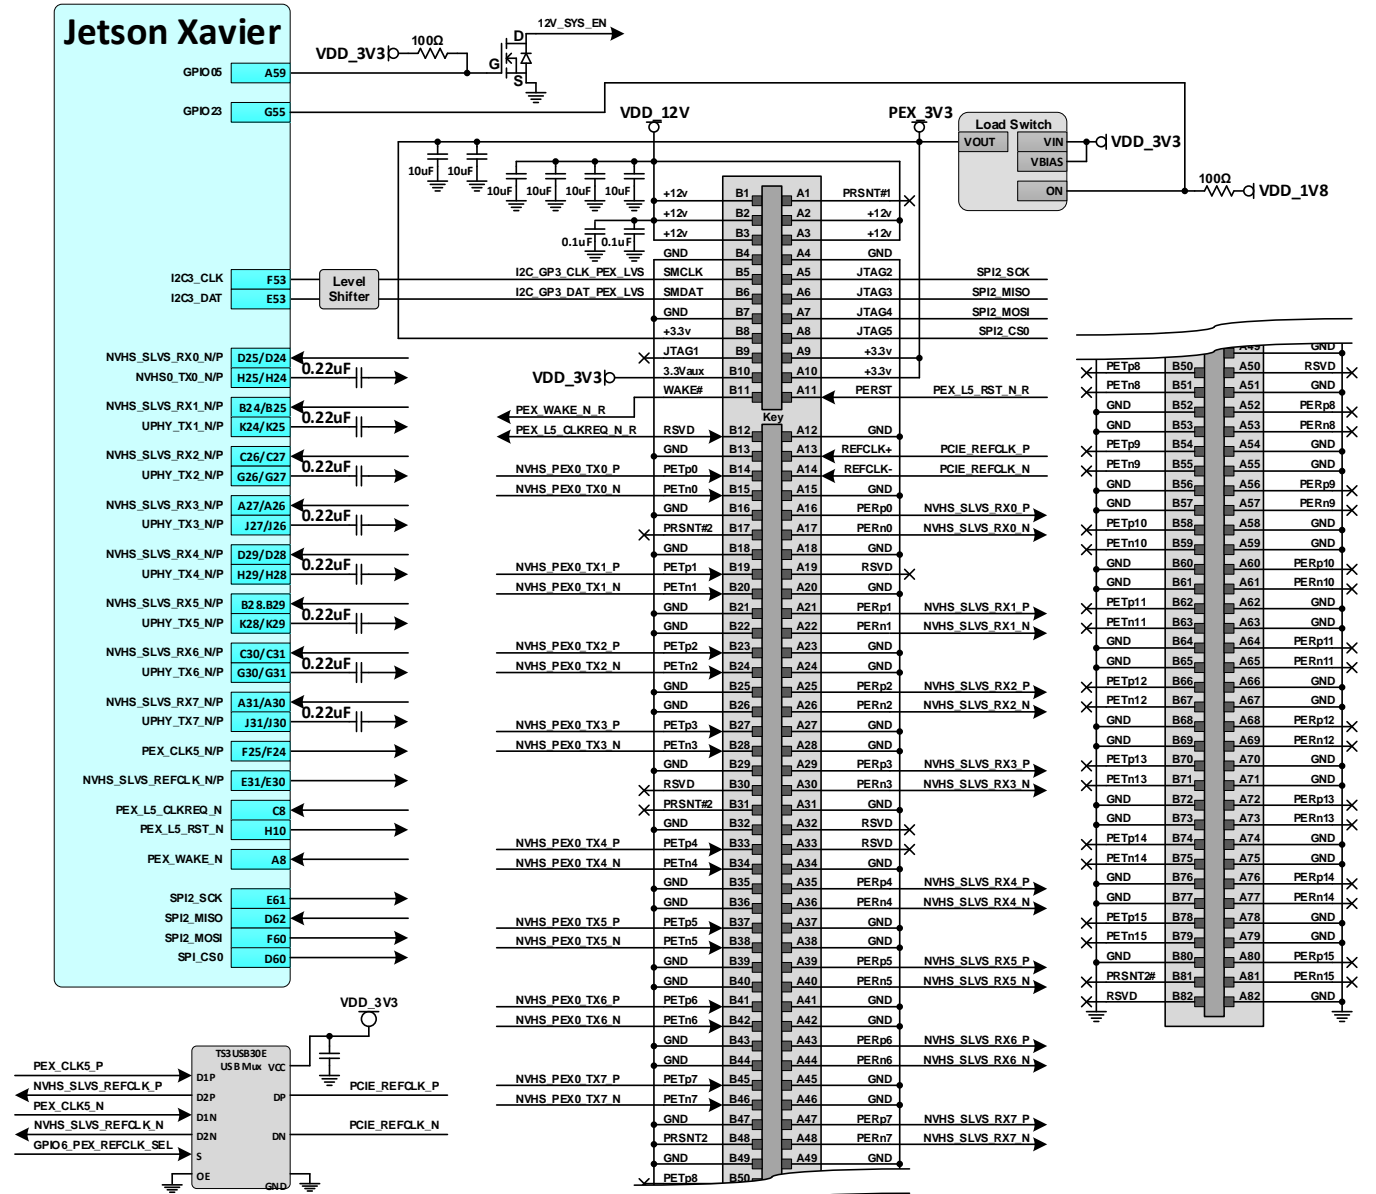 Jetson Xavier
GPIO05 A59
GPIO23 G55
I2C3_CLK F53
I2C3_DAT E53
Level Shifter
NVHS_SLVS_RX0_N/P D25/D24
NVHS0_TX0_N/P H25/H24 0.22uF
NVHS_SLVS_RX1_N/P B24/B25
UPHY_TX1_N/P K24/K25 0.22uF
NVHS_SLVS_RX2_N/P C26/C27
UPHY_TX2_N/P G26/G27 0.22uF
NVHS_SLVS_RX3_N/P A27/A26
UPHY_TX3_N/P J27/J26 0.22uF
NVHS_SLVS_RX4_N/P D29/D28
UPHY_TX4_N/P H29/H28 0.22uF
NVHS_SLVS_RX5_N/P B28.B29
UPHY_TX5_N/P K28/K29 0.22uF
NVHS_SLVS_RX6_N/P C30/C31
UPHY_TX6_N/P G30/G31 0.22uF
NVHS_SLVS_RX7_N/P A31/A30
UPHY_TX7_N/P J31/J30 0.22uF
PEX_CLK5_N/P F25/F24
NVHS_SLVS_REFCLK_N/P E31/E30
PEX_L5_CLKREQ_N C8
PEX_L5_RST_N H10
PEX_WAKE_N A8
SPI2_SCK E61
SPI2_MISO D62
SPI2_MOSI F60
SPI_CS0 D60
VDD_3V3 100Ω
G D S
12V_SYS_EN
VDD_12V
PEX_3V3
Load Switch
VOUT VIN VDD_3V3
VBIAS
ON 100Ω VDD_1V8
10uF 10uF
10uF 10uF 10uF 10uF
0.1uF 0.1uF
+12v B1 A1 PRSNT#1
+12v B2 A2 +12v
+12v B3 A3 +12v
GND B4 A4 GND
I2C_GP3_CLK_PEX_LVS SMCLK B5 A5 JTAG2 SPI2_SCK
I2C_GP3_DAT_PEX_LVS SMDAT B6 A6 JTAG3 SPI2_MISO
GND B7 A7 JTAG4 SPI2_MOSI
+3.3v B8 A8 JTAG5 SPI2_CS0
JTAG1 B9 A9 +3.3v
VDD_3V3 3.3Vaux B10 A10 +3.3v
WAKE# B11 A11 PERST PEX_L5_RST_N_R
PEX_WAKE_N_R
Key
PEX_L5_CLKREQ_N_R RSVD B12 A12 GND
GND B13 A13 REFCLK+ PCIE_REFCLK_P
NVHS_PEX0_TX0_P PETp0 B14 A14 REFCLK- PCIE_REFCLK_N
NVHS_PEX0_TX0_N PETn0 B15 A15 GND
GND B16 A16 PERp0 NVHS_SLVS_RX0_P
PRSNT#2 B17 A17 PERn0 NVHS_SLVS_RX0_N
GND B18 A18 GND
NVHS_PEX0_TX1_P PETp1 B19 A19 RSVD
NVHS_PEX0_TX1_N PETn1 B20 A20 GND
GND B21 A21 PERp1 NVHS_SLVS_RX1_P
GND B22 A22 PERn1 NVHS_SLVS_RX1_N
NVHS_PEX0_TX2_P PETp2 B23 A23 GND
NVHS_PEX0_TX2_N PETn2 B24 A24 GND
GND B25 A25 PERp2 NVHS_SLVS_RX2_P
GND B26 A26 PERn2 NVHS_SLVS_RX2_N
NVHS_PEX0_TX3_P PETp3 B27 A27 GND
NVHS_PEX0_TX3_N PETn3 B28 A28 GND
GND B29 A29 PERp3 NVHS_SLVS_RX3_P
RSVD B30 A30 PERn3 NVHS_SLVS_RX3_N
PRSNT#2 B31 A31 GND
GND B32 A32 RSVD
NVHS_PEX0_TX4_P PETp4 B33 A33 RSVD
NVHS_PEX0_TX4_N PETn4 B34 A34 GND
GND B35 A35 PERp4 NVHS_SLVS_RX4_P
GND B36 A36 PERn4 NVHS_SLVS_RX4_N
NVHS_PEX0_TX5_P PETp5 B37 A37 GND
NVHS_PEX0_TX5_N PETn5 B38 A38 GND
GND B39 A39 PERp5 NVHS_SLVS_RX5_P
GND B40 A40 PERn5 NVHS_SLVS_RX5_N
NVHS_PEX0_TX6_P PETp6 B41 A41 GND
NVHS_PEX0_TX6_N PETn6 B42 A42 GND
GND B43 A43 PERp6 NVHS_SLVS_RX6_P
GND B44 A44 PERn6 NVHS_SLVS_RX6_N
NVHS_PEX0_TX7_P PETp7 B45 A45 GND
NVHS_PEX0_TX7_N PETn7 B46 A46 GND
GND B47 A47 PERp7 NVHS_SLVS_RX7_P
PRSNT2 B48 A48 PERn7 NVHS_SLVS_RX7_N
GND B49 A49 GND
PETp8 B50
A49 GND
PETp8 B50 A50 RSVD
PETn8 B51 A51 GND
GND B52 A52 PERp8
GND B53 A53 PERn8
PETp9 B54 A54 GND
PETn9 B55 A55 GND
GND B56 A56 PERp9
GND B57 A57 PERn9
PETp10 B58 A58 GND
PETn10 B59 A59 GND
GND B60 A60 PERp10
GND B61 A61 PERn10
PETp11 B62 A62 GND
PETn11 B63 A63 GND
GND B64 A64 PERp11
GND B65 A65 PERn11
PETp12 B66 A66 GND
PETn12 B67 A67 GND
GND B68 A68 PERp12
GND B69 A69 PERn12
PETp13 B70 A70 GND
PETn13 B71 A71 GND
GND B72 A72 PERp13
GND B73 A73 PERn13
PETp14 B74 A74 GND
PETn14 B75 A75 GND
GND B76 A76 PERp14
GND B77 A77 PERn14
PETp15 B78 A78 GND
PETn15 B79 A79 GND
GND B80 A80 PERp15
PRSNT2# B81 A81 PERn15
RSVD B82 A82 GND
VDD_3V3
TS3USB30E
USB Mux VCC
PEX_CLK5_P D1P
NVHS_SLVS_REFCLK_P D2P DP PCIE_REFCLK_P
PEX_CLK5_N D1N
NVHS_SLVS_REFCLK_N D2N DN PCIE_REFCLK_N
GPIO6_PEX_REFCLK_SEL S
OE
GND